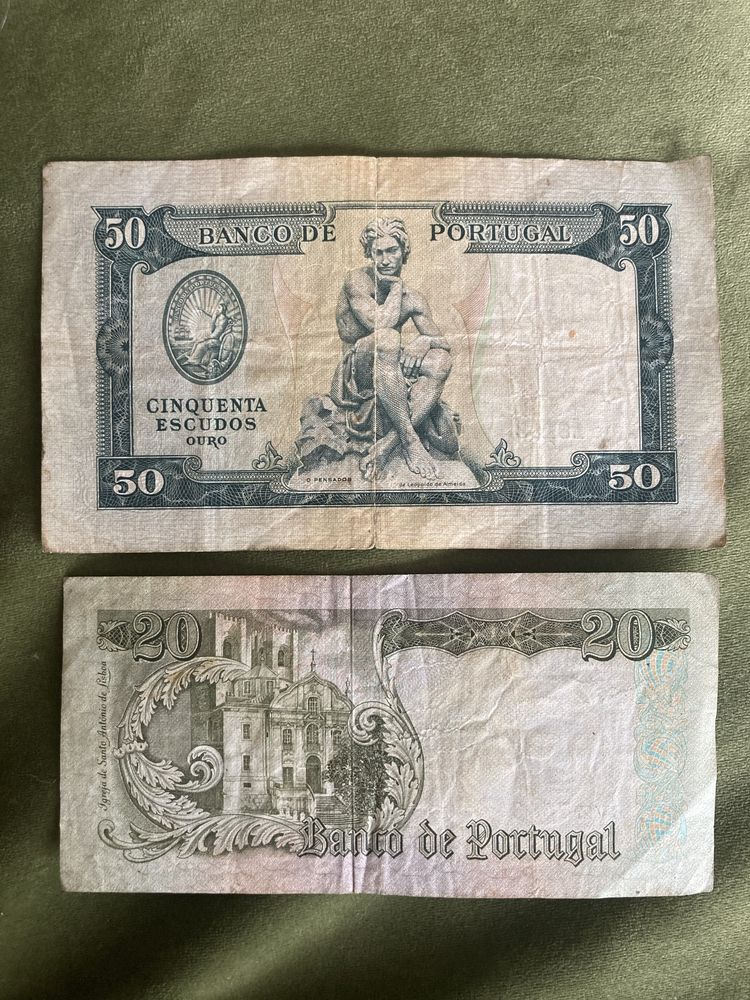 50 BANCO DE PORTUGAL 50
CINQUENTA
ESCUDOS
OURO
50 O PENSADOR de Leopoldo de Almeida 50
20 20
Igreja de Santo António de Lisboa
Banco de Portugal